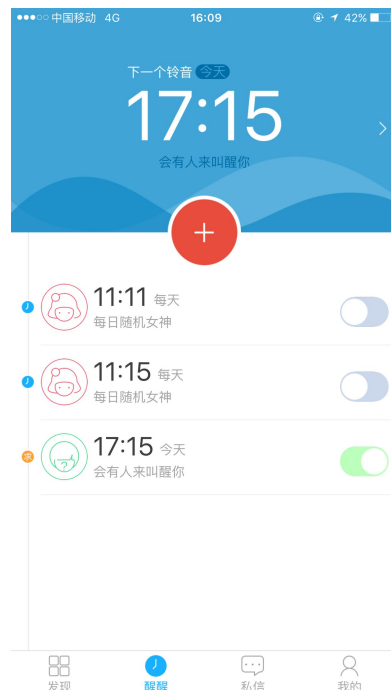 中国移动 4G 16:09 42%
下一个铃音 今天
17:15
会有人来叫醒你
11:11 每天
每日随机女神
11:15 每天
每日随机女神
求 17:15 今天
?
会有人来叫醒你
发现 醒醒 私信 我的